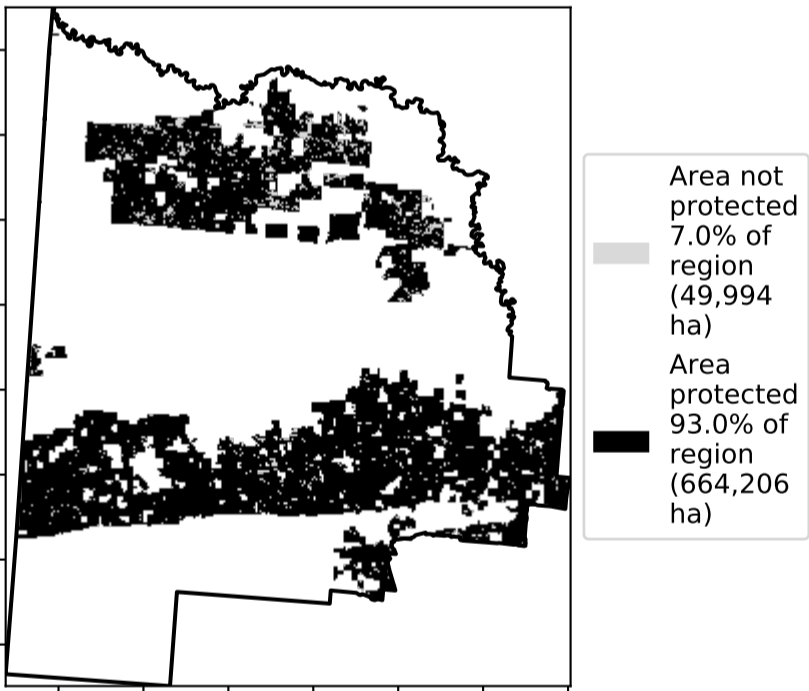 Area not
protected
7.0% of
region
(49,994
ha)
Area
protected
93.0% of
region
(664,206
ha)